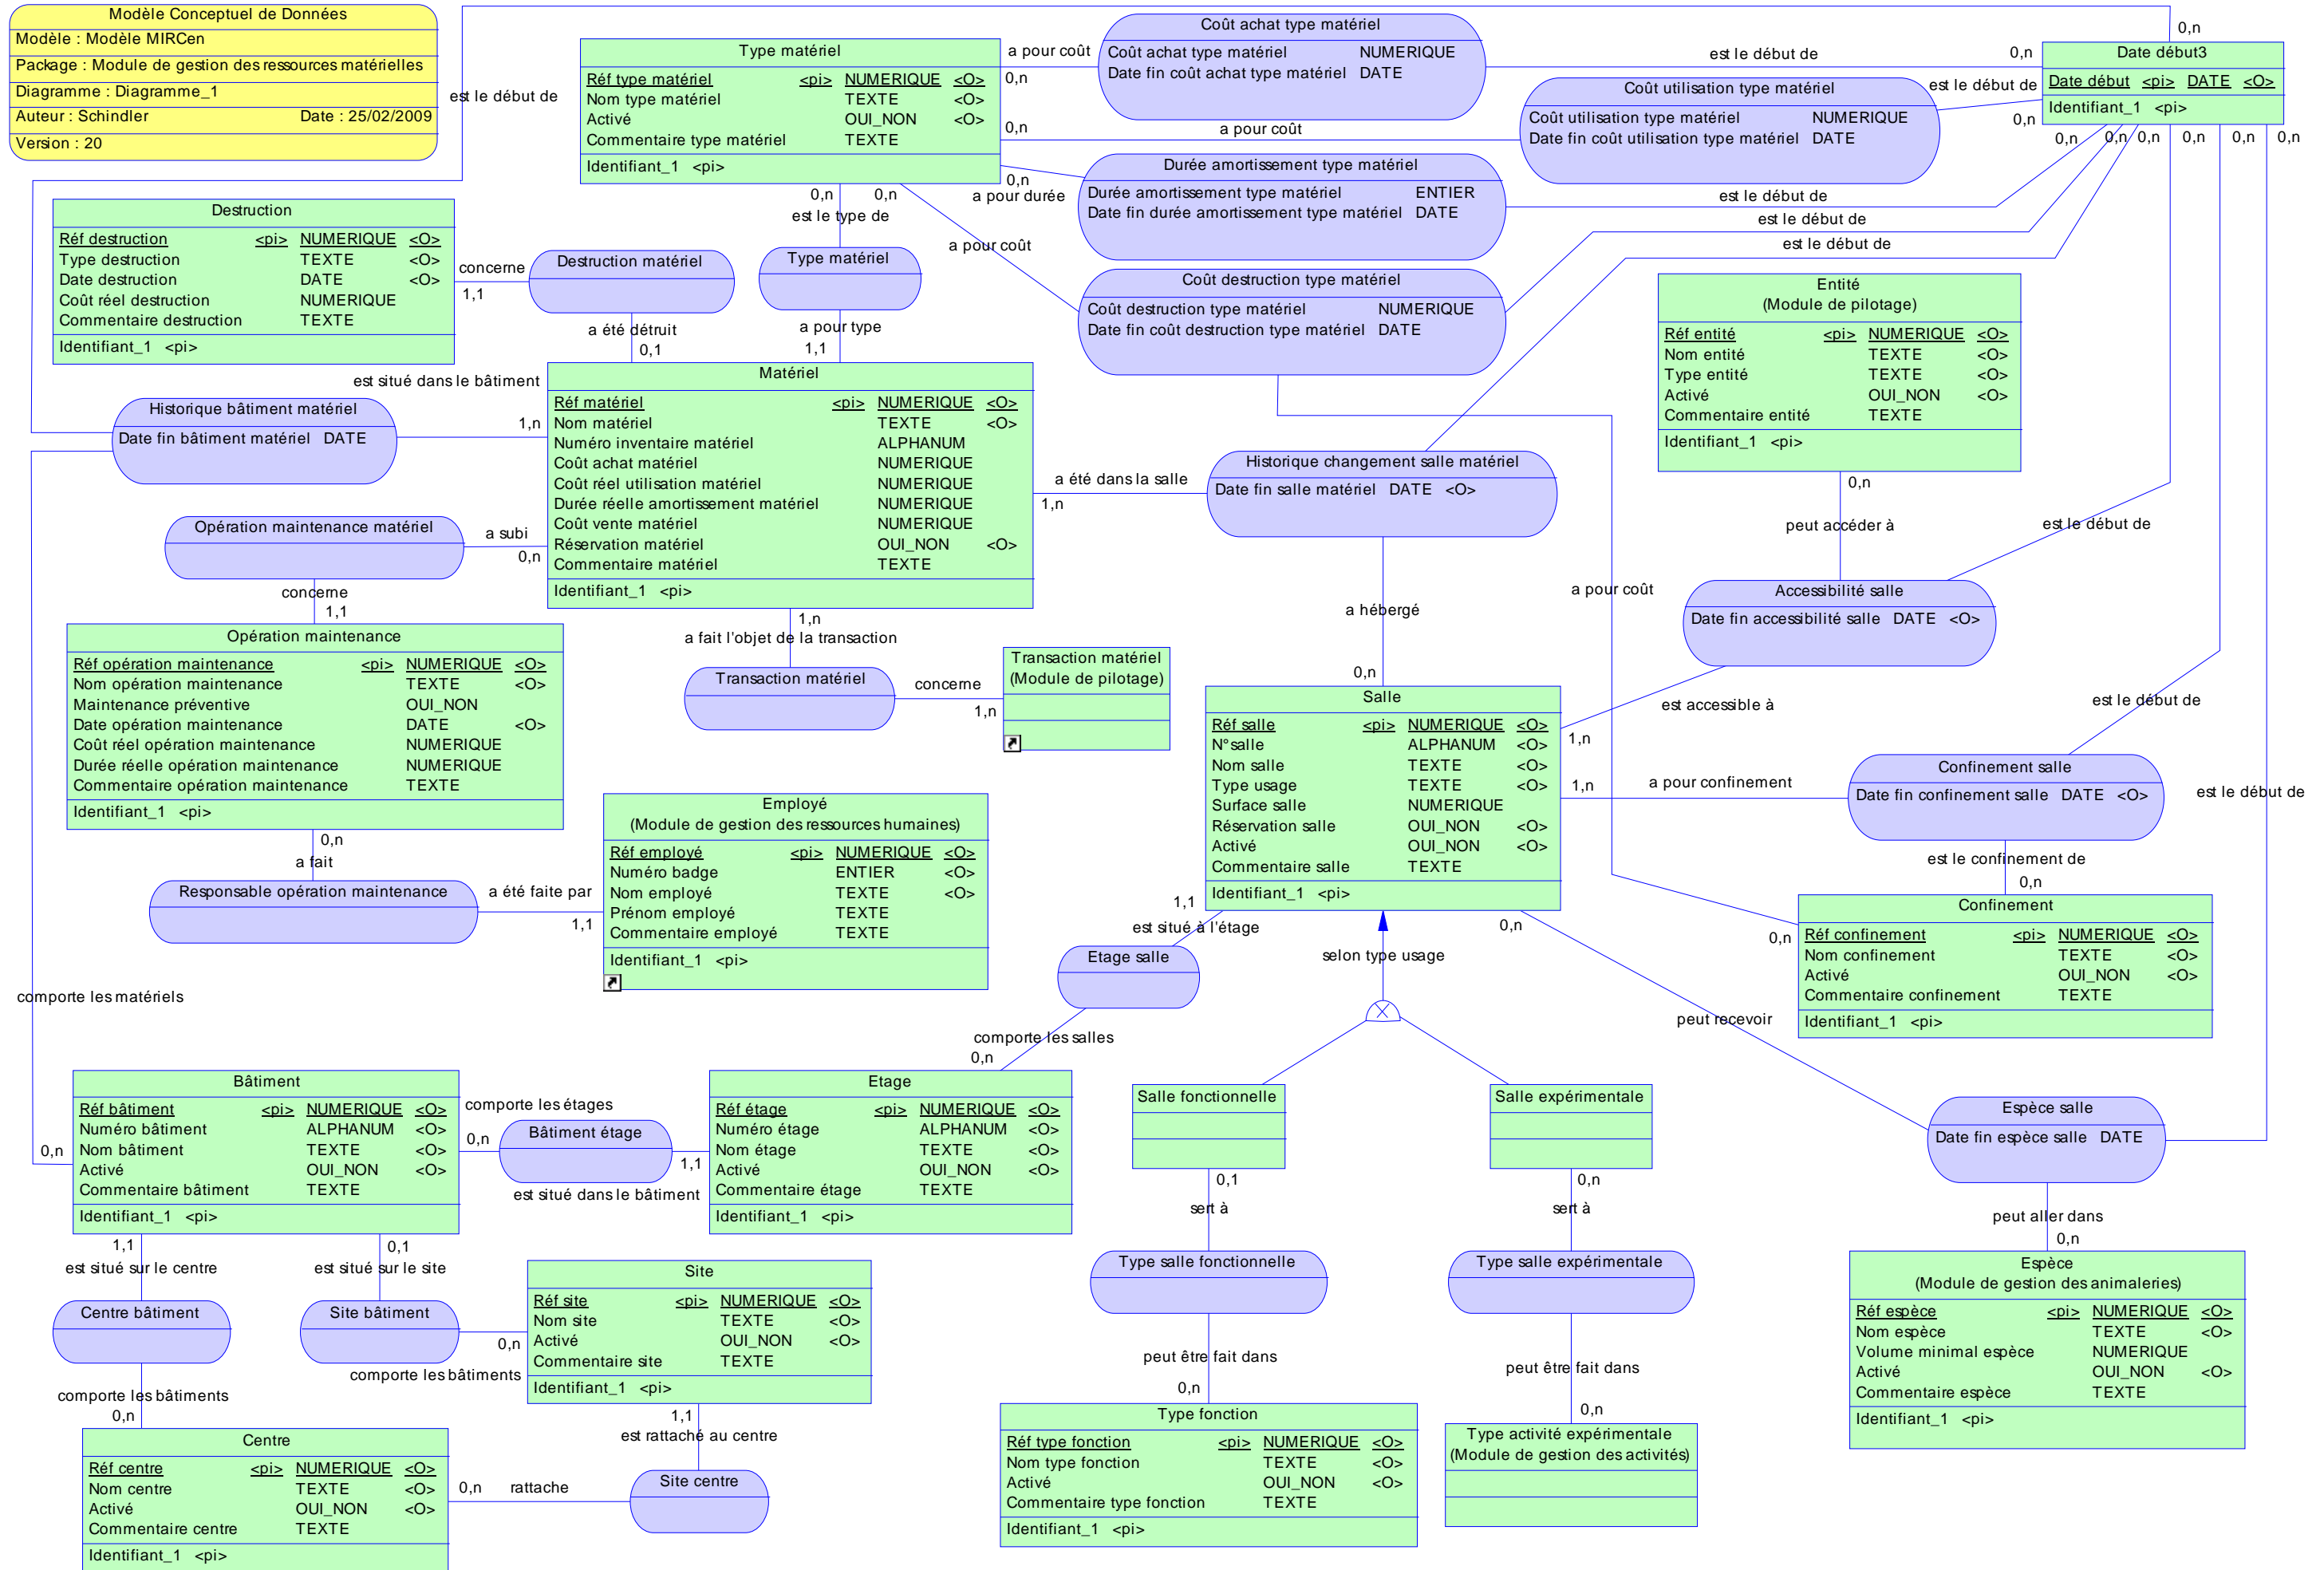 Modèle Conceptuel de Données
Modèle : Modèle MIRCen
Package : Module de gestion des ressources matérielles
Diagramme : Diagramme_1
Auteur : Schindler Date : 25/02/2009
Version : 20
est le début de
0,n
Type matériel
Réf type matériel <pi> NUMERIQUE <O>
Nom type matériel TEXTE <O>
Activé OUI_NON <O>
Commentaire type matériel TEXTE
Identifiant_1 <pi>
a pour coût
0,n
Coût achat type matériel
Coût achat type matériel NUMERIQUE
Date fin coût achat type matériel DATE
est le début de
0,n
Date début3
Date début <pi> DATE <O>
Identifiant_1 <pi>
0,n
a pour coût
Coût utilisation type matériel
Coût utilisation type matériel NUMERIQUE
Date fin coût utilisation type matériel DATE
est le début de
0,n
0,n
0,n
0,n
0,n
0,n
0,n
0,n
a pour durée
Durée amortissement type matériel
Durée amortissement type matériel ENTIER
Date fin durée amortissement type matériel DATE
est le début de
est le début de
est le début de
0,n
0,n
est le type de
a pour coût
Coût destruction type matériel
Coût destruction type matériel NUMERIQUE
Date fin coût destruction type matériel DATE
Destruction
Réf destruction <pi> NUMERIQUE <O>
Type destruction TEXTE <O>
Date destruction DATE <O>
Coût réel destruction NUMERIQUE
Commentaire destruction TEXTE
Identifiant_1 <pi>
concerne
1,1
Destruction matériel
a été détruit
0,1
Type matériel
a pour type
1,1
Entité
(Module de pilotage)
Réf entité <pi> NUMERIQUE <O>
Nom entité TEXTE <O>
Type entité TEXTE <O>
Activé OUI_NON <O>
Commentaire entité TEXTE
Identifiant_1 <pi>
0,n
peut accéder à
est le début de
est situé dans le bâtiment
1,n
Historique bâtiment matériel
Date fin bâtiment matériel DATE
Matériel
Réf matériel <pi> NUMERIQUE <O>
Nom matériel TEXTE <O>
Numéro inventaire matériel ALPHANUM
Coût achat matériel NUMERIQUE
Coût réel utilisation matériel NUMERIQUE
Durée réelle amortissement matériel NUMERIQUE
Coût vente matériel NUMERIQUE
Réservation matériel OUI_NON <O>
Commentaire matériel TEXTE
Identifiant_1 <pi>
a été dans la salle
1,n
Historique changement salle matériel
Date fin salle matériel DATE <O>
a hébergé
0,n
a pour coût
Accessibilité salle
Date fin accessibilité salle DATE <O>
Opération maintenance matériel
a subi
0,n
concerne
1,1
Opération maintenance
Réf opération maintenance <pi> NUMERIQUE <O>
Nom opération maintenance TEXTE <O>
Maintenance préventive OUI_NON
Date opération maintenance DATE <O>
Coût réel opération maintenance NUMERIQUE
Durée réelle opération maintenance NUMERIQUE
Commentaire opération maintenance TEXTE
Identifiant_1 <pi>
1,n
a fait l'objet de la transaction
Transaction matériel
concerne
1,n
Transaction matériel
(Module de pilotage)
Salle
Réf salle <pi> NUMERIQUE <O>
N°salle ALPHANUM <O>
Nom salle TEXTE <O>
Type usage TEXTE <O>
Surface salle NUMERIQUE
Réservation salle OUI_NON <O>
Activé OUI_NON <O>
Commentaire salle TEXTE
Identifiant_1 <pi>
est accessible à
1,n
est le début de
1,n
a pour confinement
Confinement salle
Date fin confinement salle DATE <O>
est le début de
est le confinement de
0,n
0,n
Confinement
Réf confinement <pi> NUMERIQUE <O>
Nom confinement TEXTE <O>
Activé OUI_NON <O>
Commentaire confinement TEXTE
Identifiant_1 <pi>
0,n
a fait
Responsable opération maintenance
a été faite par
1,1
Employé
(Module de gestion des ressources humaines)
Réf employé <pi> NUMERIQUE <O>
Numéro badge ENTIER <O>
Nom employé TEXTE <O>
Prénom employé TEXTE
Commentaire employé TEXTE
Identifiant_1 <pi>
1,1
est situé à l'étage
Etage salle
comporte les salles
0,n
selon type usage
0,n
peut recevoir
comporte les matériels
0,n
Bâtiment
Réf bâtiment <pi> NUMERIQUE <O>
Numéro bâtiment ALPHANUM <O>
Nom bâtiment TEXTE <O>
Activé OUI_NON <O>
Commentaire bâtiment TEXTE
Identifiant_1 <pi>
comporte les étages
0,n
Bâtiment étage
1,1
est situé dans le bâtiment
Etage
Réf étage <pi> NUMERIQUE <O>
Numéro étage ALPHANUM <O>
Nom étage TEXTE <O>
Activé OUI_NON <O>
Commentaire étage TEXTE
Identifiant_1 <pi>
Salle fonctionnelle
0,1
sert à
Type salle fonctionnelle
peut être fait dans
0,n
Salle expérimentale
0,n
sert à
Type salle expérimentale
peut être fait dans
0,n
Espèce salle
Date fin espèce salle DATE
peut aller dans
0,n
Espèce
(Module de gestion des animaleries)
Réf espèce <pi> NUMERIQUE <O>
Nom espèce TEXTE <O>
Volume minimal espèce NUMERIQUE
Activé OUI_NON <O>
Commentaire espèce TEXTE
Identifiant_1 <pi>
1,1
est situé sur le centre
Centre bâtiment
comporte les bâtiments
0,n
0,1
est situé sur le site
Site bâtiment
0,n
comporte les bâtiments
Site
Réf site <pi> NUMERIQUE <O>
Nom site TEXTE <O>
Activé OUI_NON <O>
Commentaire site TEXTE
Identifiant_1 <pi>
1,1
est rattaché au centre
Site centre
0,n rattache
Centre
Réf centre <pi> NUMERIQUE <O>
Nom centre TEXTE <O>
Activé OUI_NON <O>
Commentaire centre TEXTE
Identifiant_1 <pi>
Type fonction
Réf type fonction <pi> NUMERIQUE <O>
Nom type fonction TEXTE <O>
Activé OUI_NON <O>
Commentaire type fonction TEXTE
Identifiant_1 <pi>
Type activité expérimentale
(Module de gestion des activités)